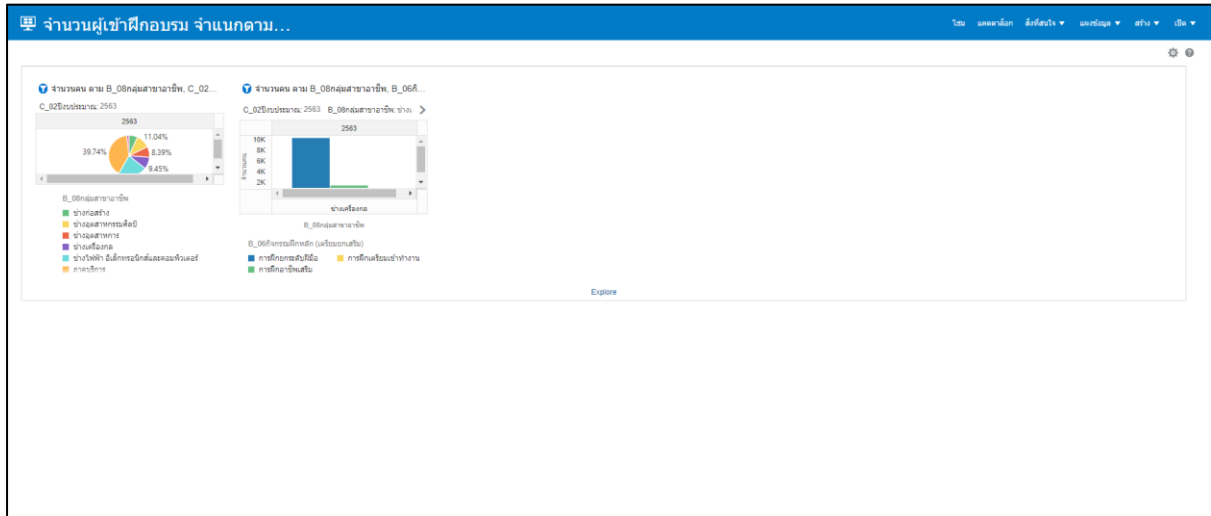 จำนวนผู้เข้าฝึกอบรม จำแนกตาม...
โฮม แคตตาล็อก สิ่งที่สนใจ แผงข้อมูล สร้าง เปิด
จำนวนคน ตาม B_08กลุ่มสาขาอาชีพ, C_02...
C_02ปีงบประมาณ: 2563
2563
11.04%
39.74%
8.39%
9.45%
B_08กลุ่มสาขาอาชีพ
ช่างก่อสร้าง
ช่างอุตสาหกรรมศิลป์
ช่างอุตสาหการ
ช่างเครื่องกล
ช่างไฟฟ้า อิเล็กทรอนิกส์และคอมพิวเตอร์
ภาคบริการ
จำนวนคน ตาม B_08กลุ่มสาขาอาชีพ, B_06กิ...
C_02ปีงบประมาณ: 2563 B_08กลุ่มสาขาอาชีพ: ช่างเ
2563
10K
8K
6K
4K
2K
จำนวนคน
ช่างเครื่องกล
B_08กลุ่มสาขาอาชีพ
B_06กิจกรรมฝึกหลัก (เตรียมยกเสริม)
การฝึกยกระดับฝีมือ การฝึกเตรียมเข้าทำงาน
การฝึกอาชีพเสริม
Explore